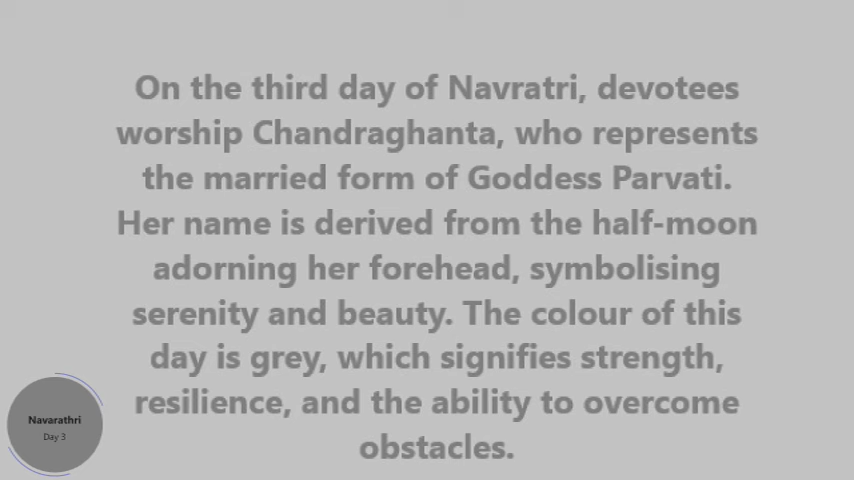 On the third day of Navratri, devotees
worship Chandraghanta, who represents
the married form of Goddess Parvati.
Her name is derived from the half-moon
adorning her forehead, symbolising
serenity and beauty. The colour of this
day is grey, which signifies strength,
resilience, and the ability to overcome
obstacles.
Navarathri
Day 3